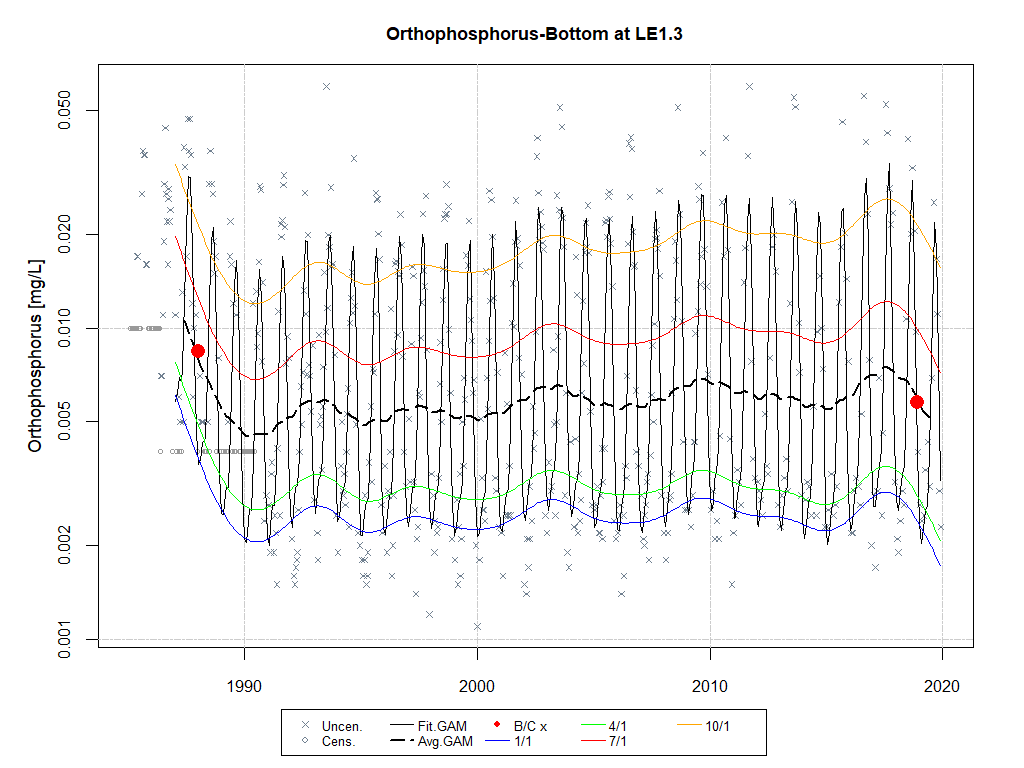 Orthophosphorus-Bottom at LE1.3
Orthophosphorus [mg/L]
0.050
0.020
0.010
0.005
0.002
0.001
1990 2000 2010 2020
Uncen. Fit.GAM B/C x 4/1 10/1
Cens. Avg.GAM 1/1 7/1